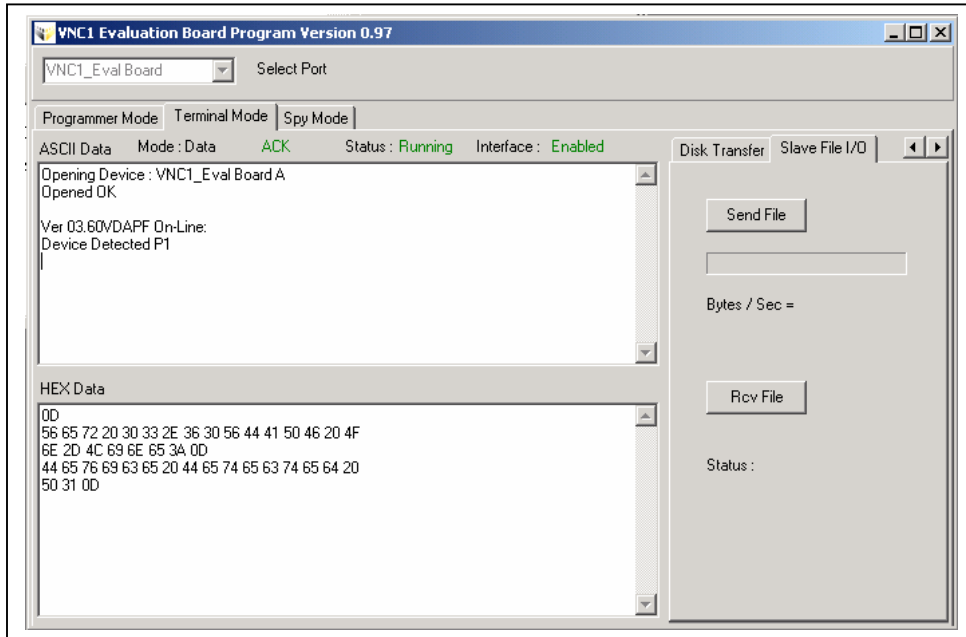 VNC1 Evaluation Board Program Version 0.97
VNC1_Eval Board Select Port
Programmer Mode Terminal Mode Spy Mode
ASCII Data Mode : Data ACK Status : Running Interface : Enabled
Disk Transfer Slave File I/O
Opening Device : VNC1_Eval Board A
Opened OK
Ver 03.60VDAPF On-Line:
Device Detected P1
Send File
Bytes / Sec =
HEX Data
0D
56 65 72 20 30 33 2E 36 30 56 44 41 50 46 20 4F
6E 2D 4C 69 6E 65 3A 0D
44 65 76 69 63 65 20 44 65 74 65 63 74 65 64 20
50 31 0D
Rcv File
Status :